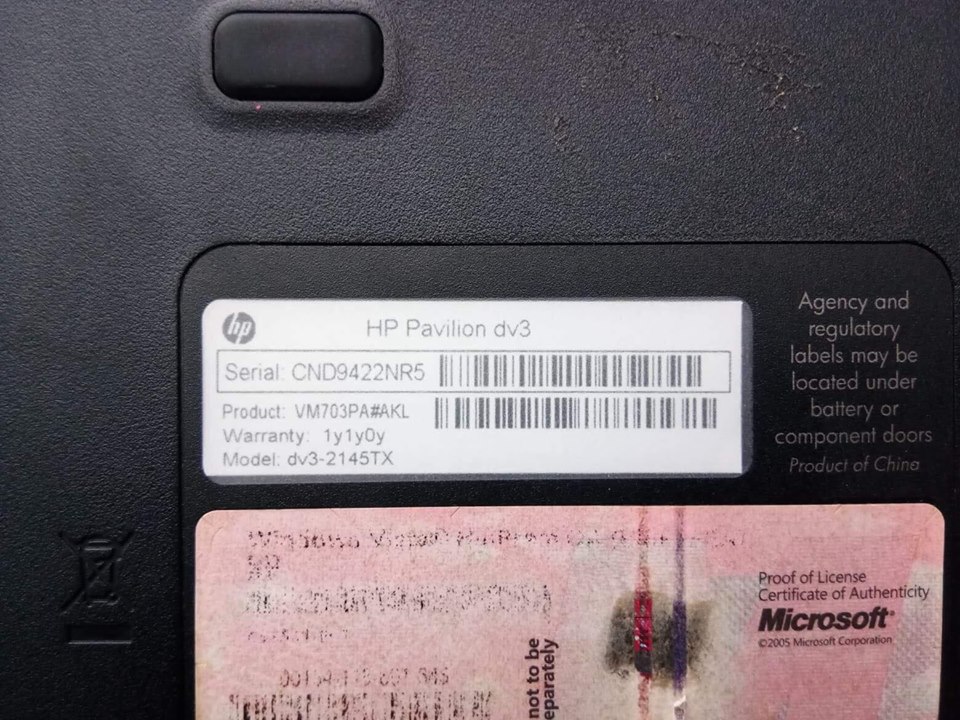 hp
HP Pavilion dv3
Serial: CND9422NR5
Product: VM703PA#AKL
Warranty: 1y1y0y
Model: dv3-2145TX
Agency and
regulatory
labels may be
located under
battery or
component doors
Product of China
Windows Vista
not to be
eparately
Proof of License
Certificate of Authenticity
Microsoft®
©2005 Microsoft Corporation